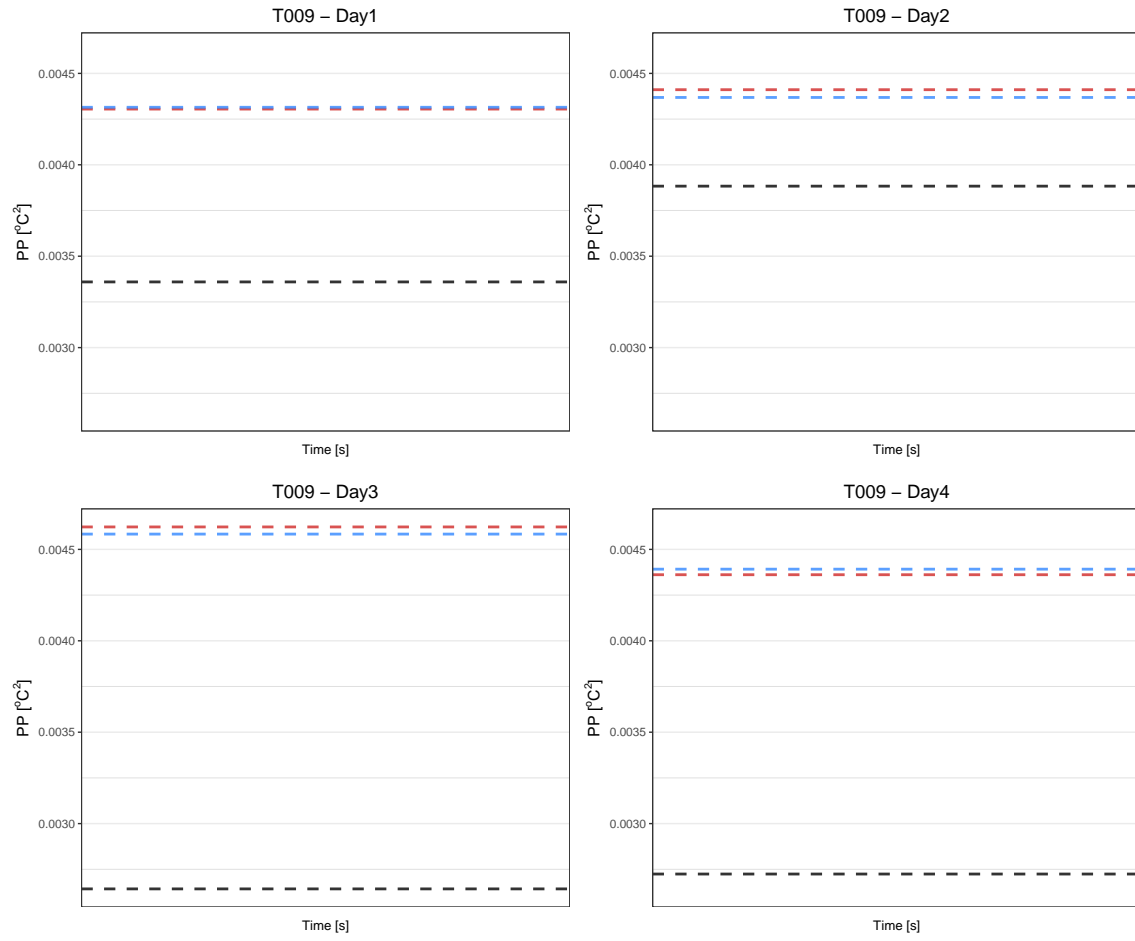 T009 – Day1
0.0045
0.0040
0.0035
0.0030
PP [°C²]
Time [s]
T009 – Day2
0.0045
0.0040
0.0035
0.0030
PP [°C²]
Time [s]
T009 – Day3
0.0045
0.0040
0.0035
0.0030
PP [°C²]
Time [s]
T009 – Day4
0.0045
0.0040
0.0035
0.0030
PP [°C²]
Time [s]